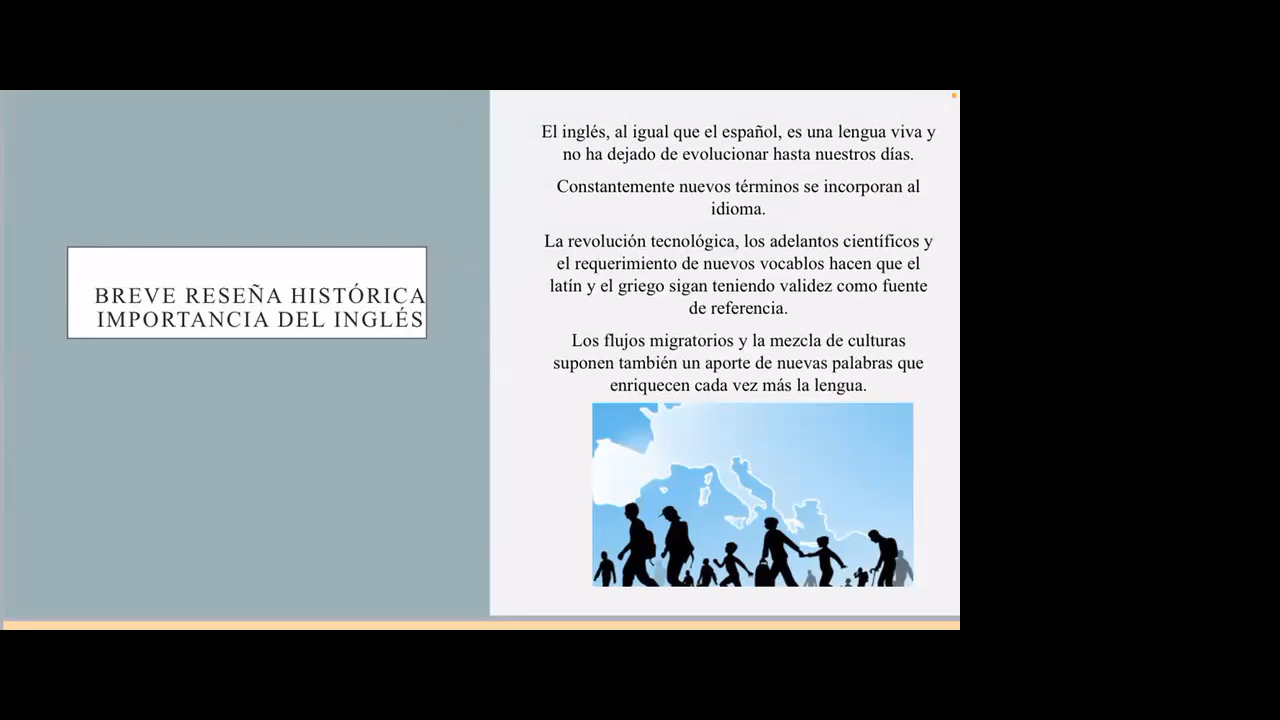 BREVE RESEÑA HISTÓRICA
IMPORTANCIA DEL INGLÉS
El inglés, al igual que el español, es una lengua viva y
no ha dejado de evolucionar hasta nuestros días.
Constantemente nuevos términos se incorporan al
idioma.
La revolución tecnológica, los adelantos científicos y
el requerimiento de nuevos vocablos hacen que el
latín y el griego sigan teniendo validez como fuente
de referencia.
Los flujos migratorios y la mezcla de culturas
suponen también un aporte de nuevas palabras que
enriquecen cada vez más la lengua.